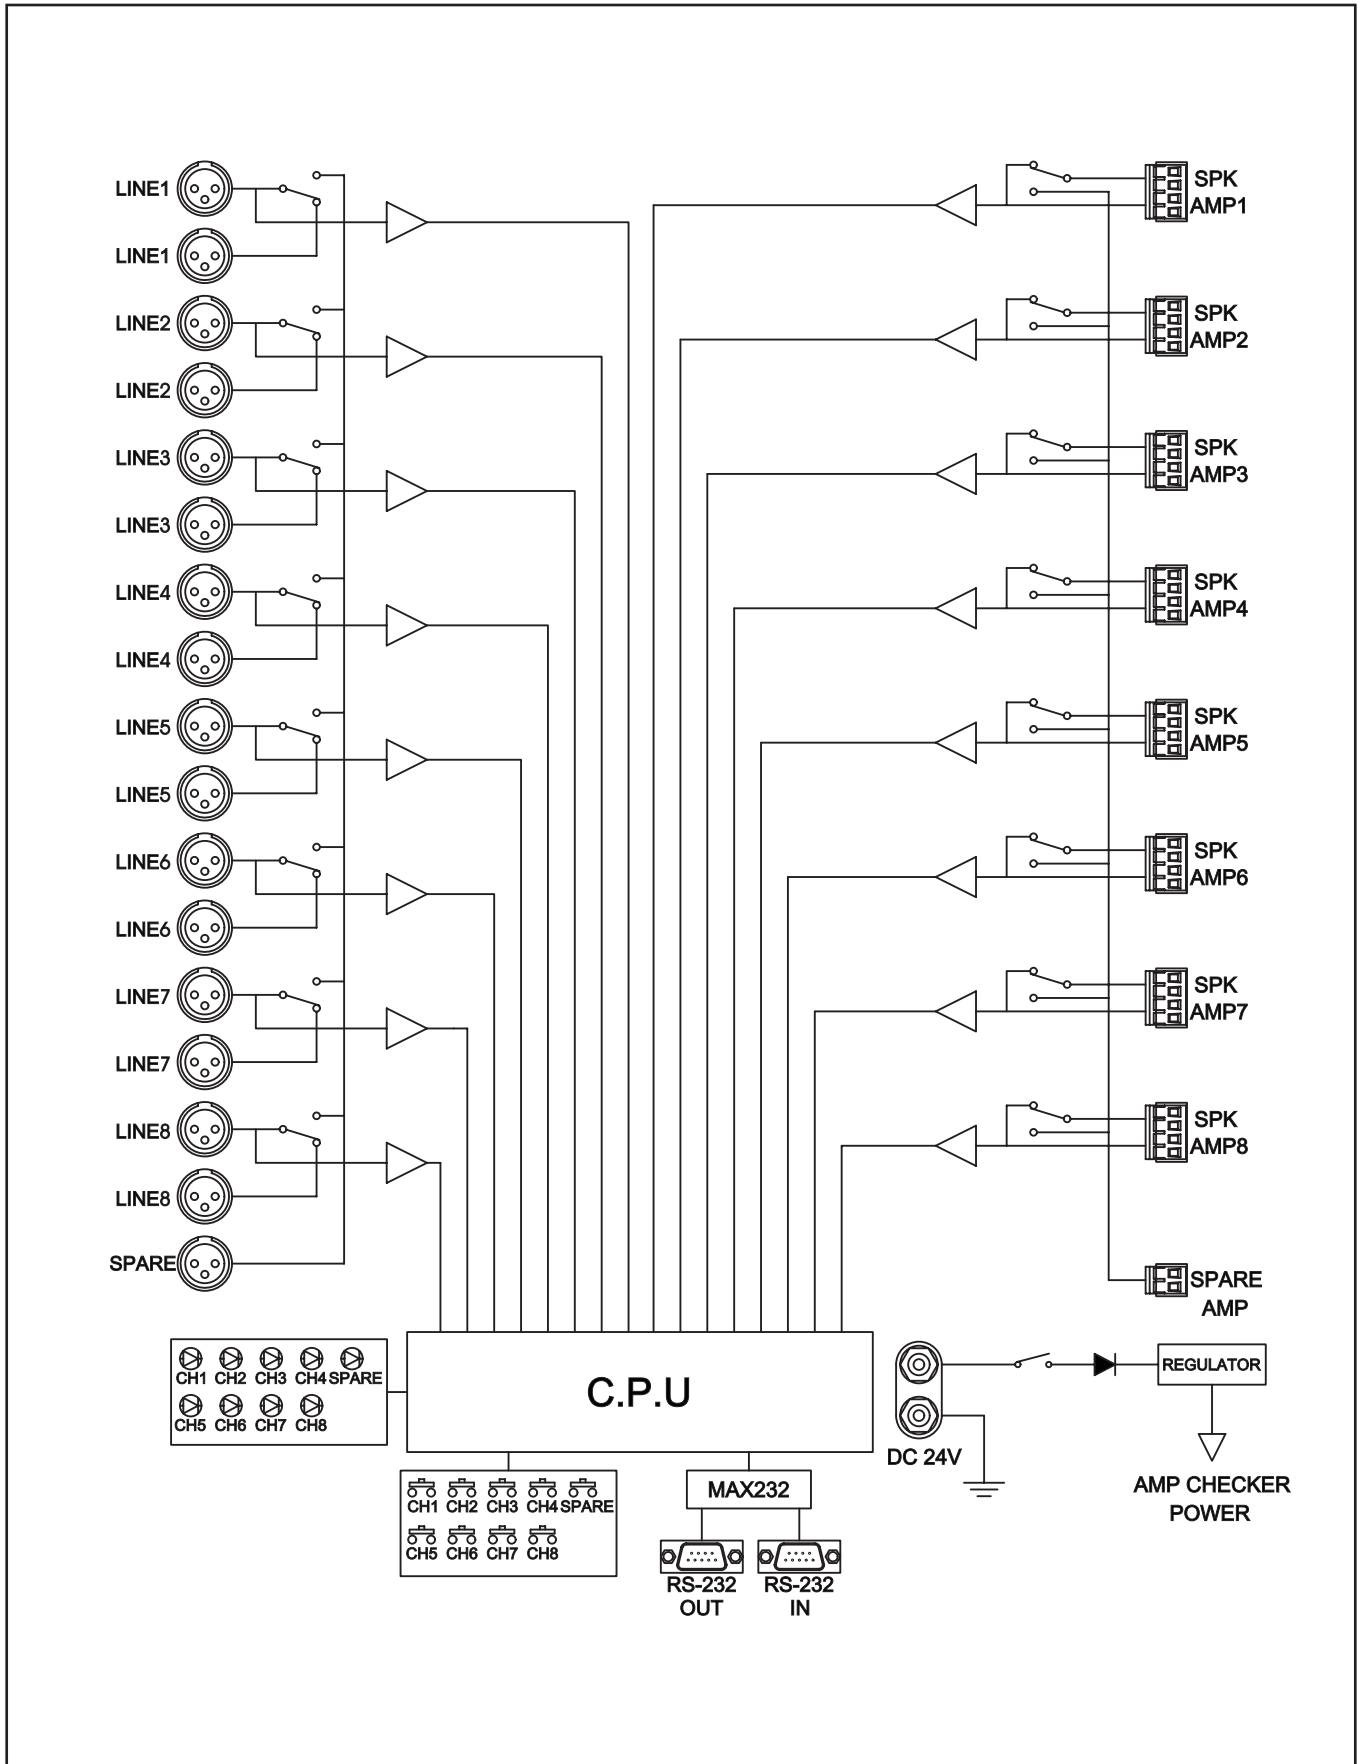 LINE1
SPK
AMP1
LINE1
LINE2
SPK
AMP2
LINE2
LINE3
SPK
AMP3
LINE3
LINE4
SPK
AMP4
LINE4
LINE5
SPK
AMP5
LINE5
LINE6
SPK
AMP6
LINE6
LINE7
SPK
AMP7
LINE7
LINE8
SPK
AMP8
LINE8
SPARE
SPARE
AMP
CH1 CH2 CH3 CH4 SPARE
CH5 CH6 CH7 CH8
C.P.U
REGULATOR
DC 24V
AMP CHECKER
POWER
CH1 CH2 CH3 CH4 SPARE
CH5 CH6 CH7 CH8
MAX232
RS-232
OUT
RS-232
IN